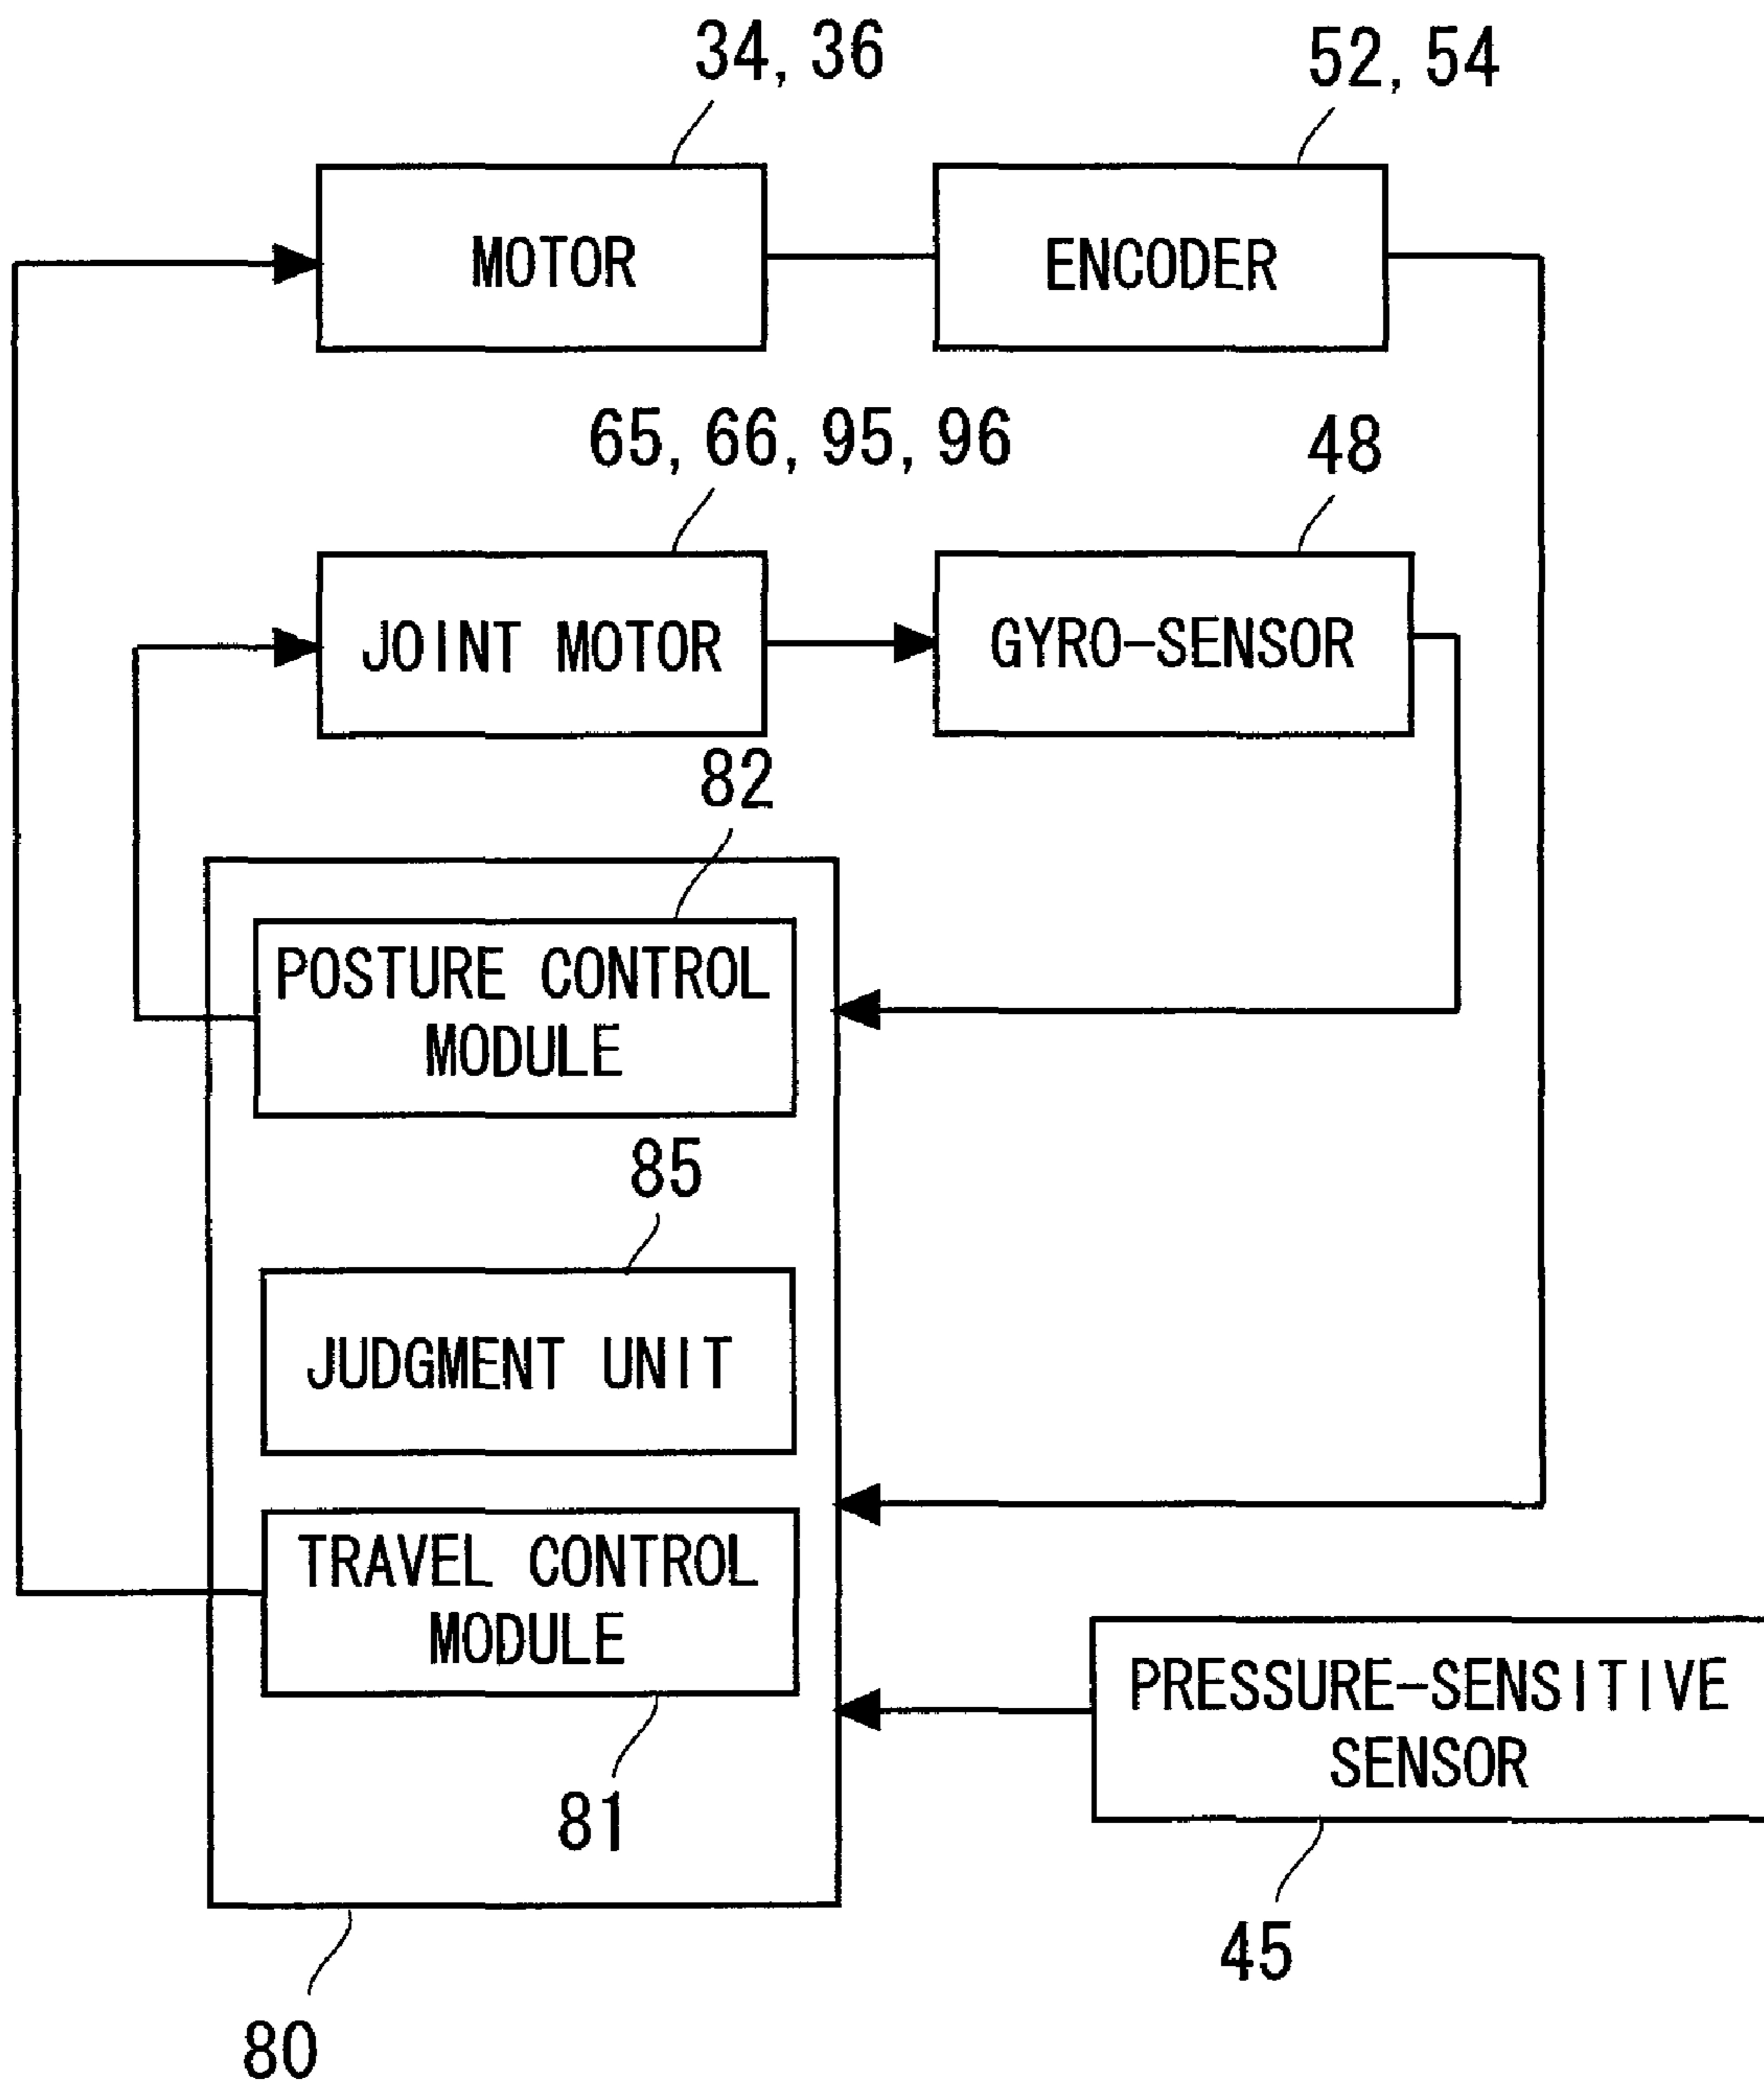 34, 36
52, 54
MOTOR
ENCODER
65, 66, 95, 96
48
JOINT MOTOR
GYRO-SENSOR
82
POSTURE CONTROL
MODULE
85
JUDGMENT UNIT
TRAVEL CONTROL
MODULE
81
PRESSURE-SENSITIVE
SENSOR
45
80